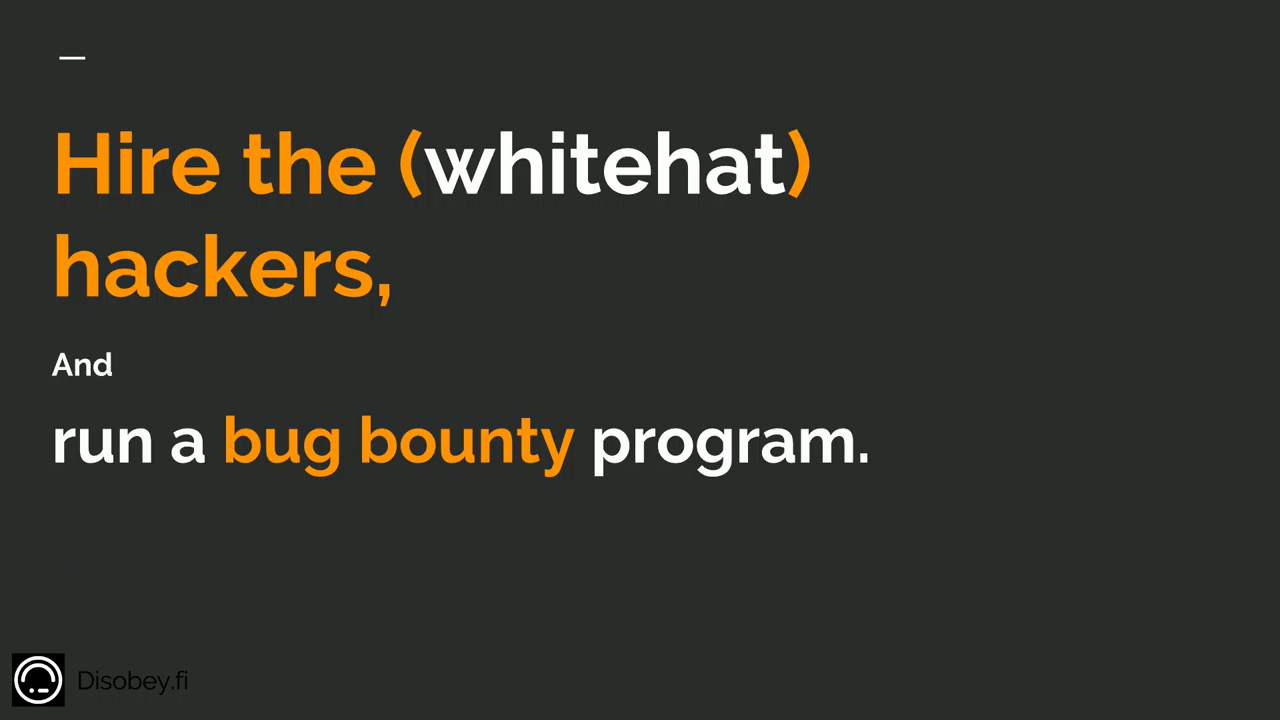 Hire the (whitehat)
hackers,
And
run a bug bounty program.
Disobey.fi